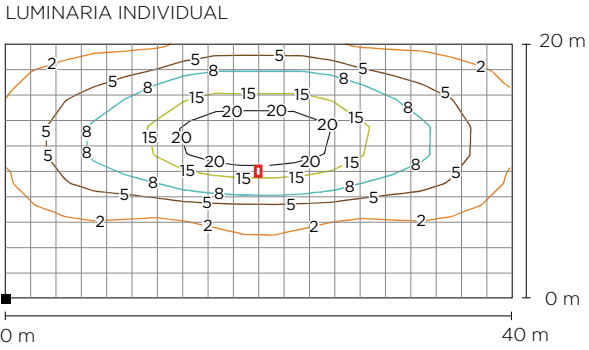 LUMINARIA INDIVIDUAL
20 m
5 5
2 8 5 8 2
5 8 15 15 15 8 5
20 20 15 8
5 8 15 20 20
5 8 20 20 15 8
15 15 15 5
8 8 8
5 5 5 5
2 2 2 2
0 m
0 m 40 m